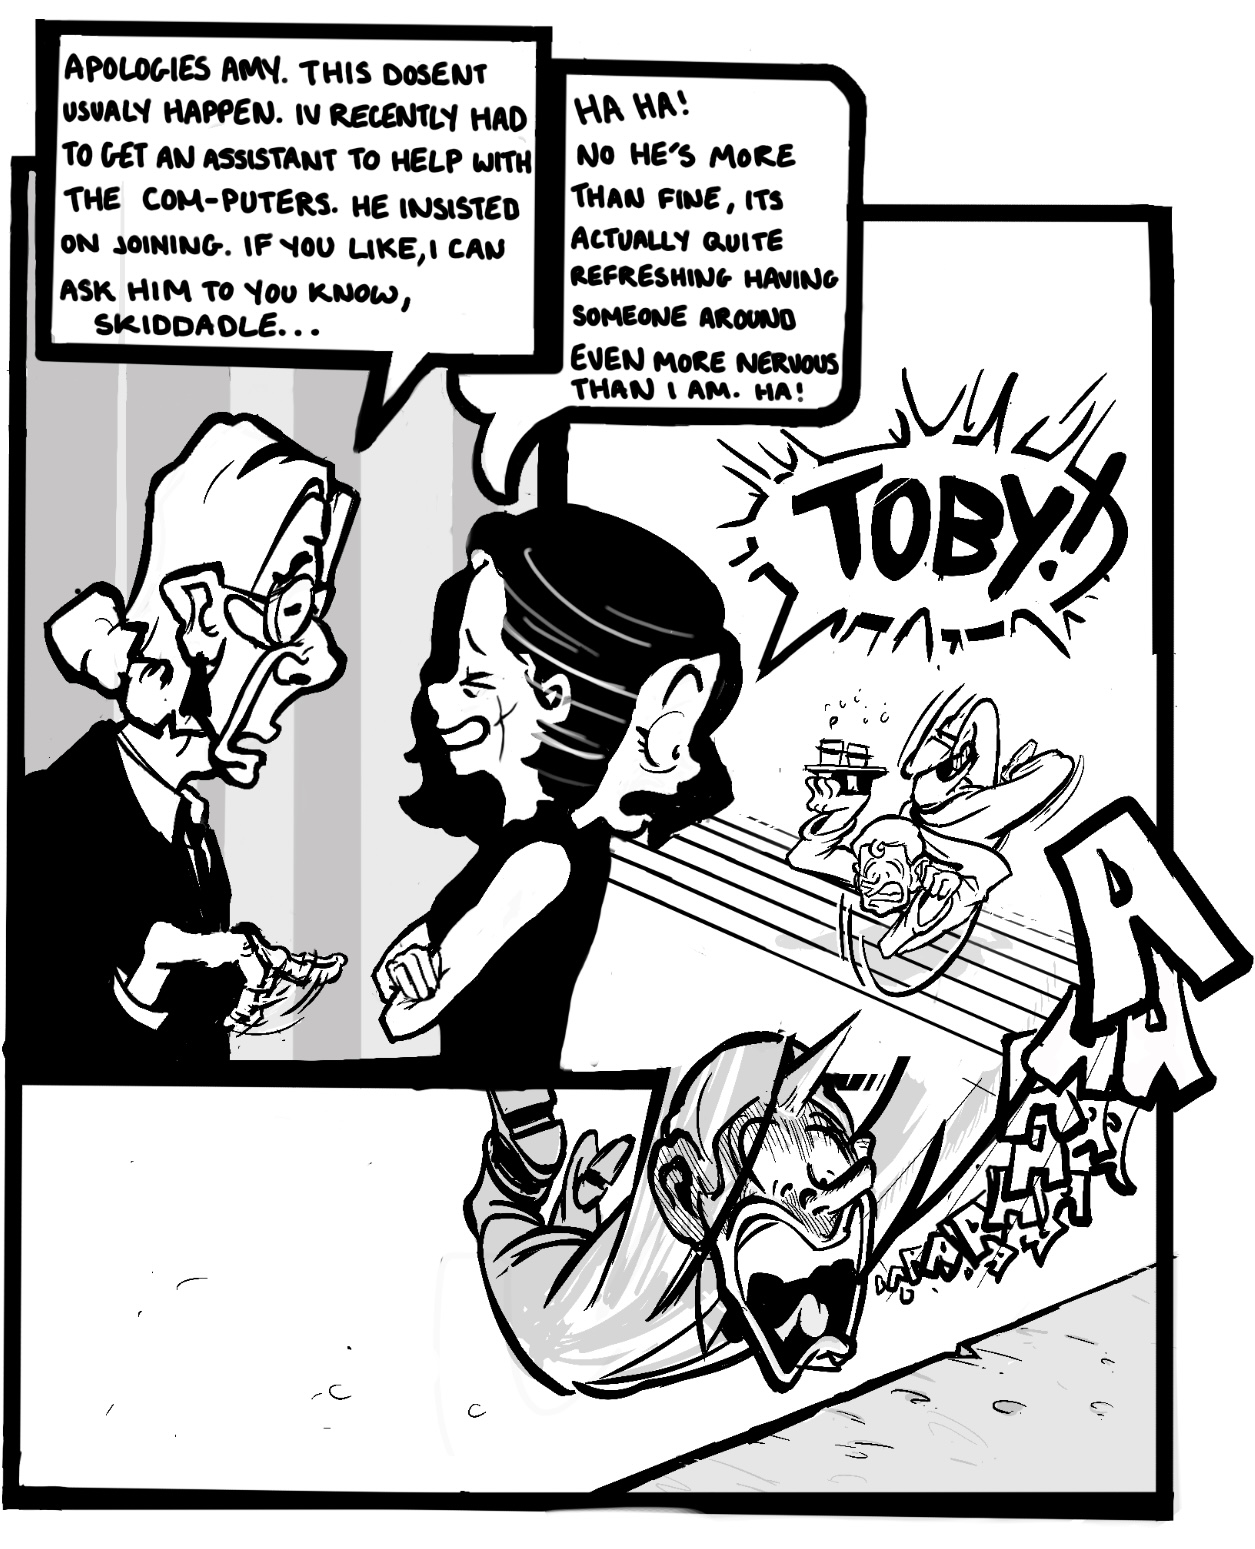 APOLOGIES AMY. THIS DOSENT
USUALY HAPPEN. IV RECENTLY HAD
TO GET AN ASSISTANT TO HELP WITH
THE COM-PUTERS. HE INSISTED
ON JOINING. IF YOU LIKE, I CAN
ASK HIM TO YOU KNOW,
SKIDDADLE...
HA HA!
NO HE'S MORE
THAN FINE, ITS
ACTUALLY QUITE
REFRESHING HAVING
SOMEONE AROUND
EVEN MORE NERVOUS
THAN I AM. HA!
TOBY!